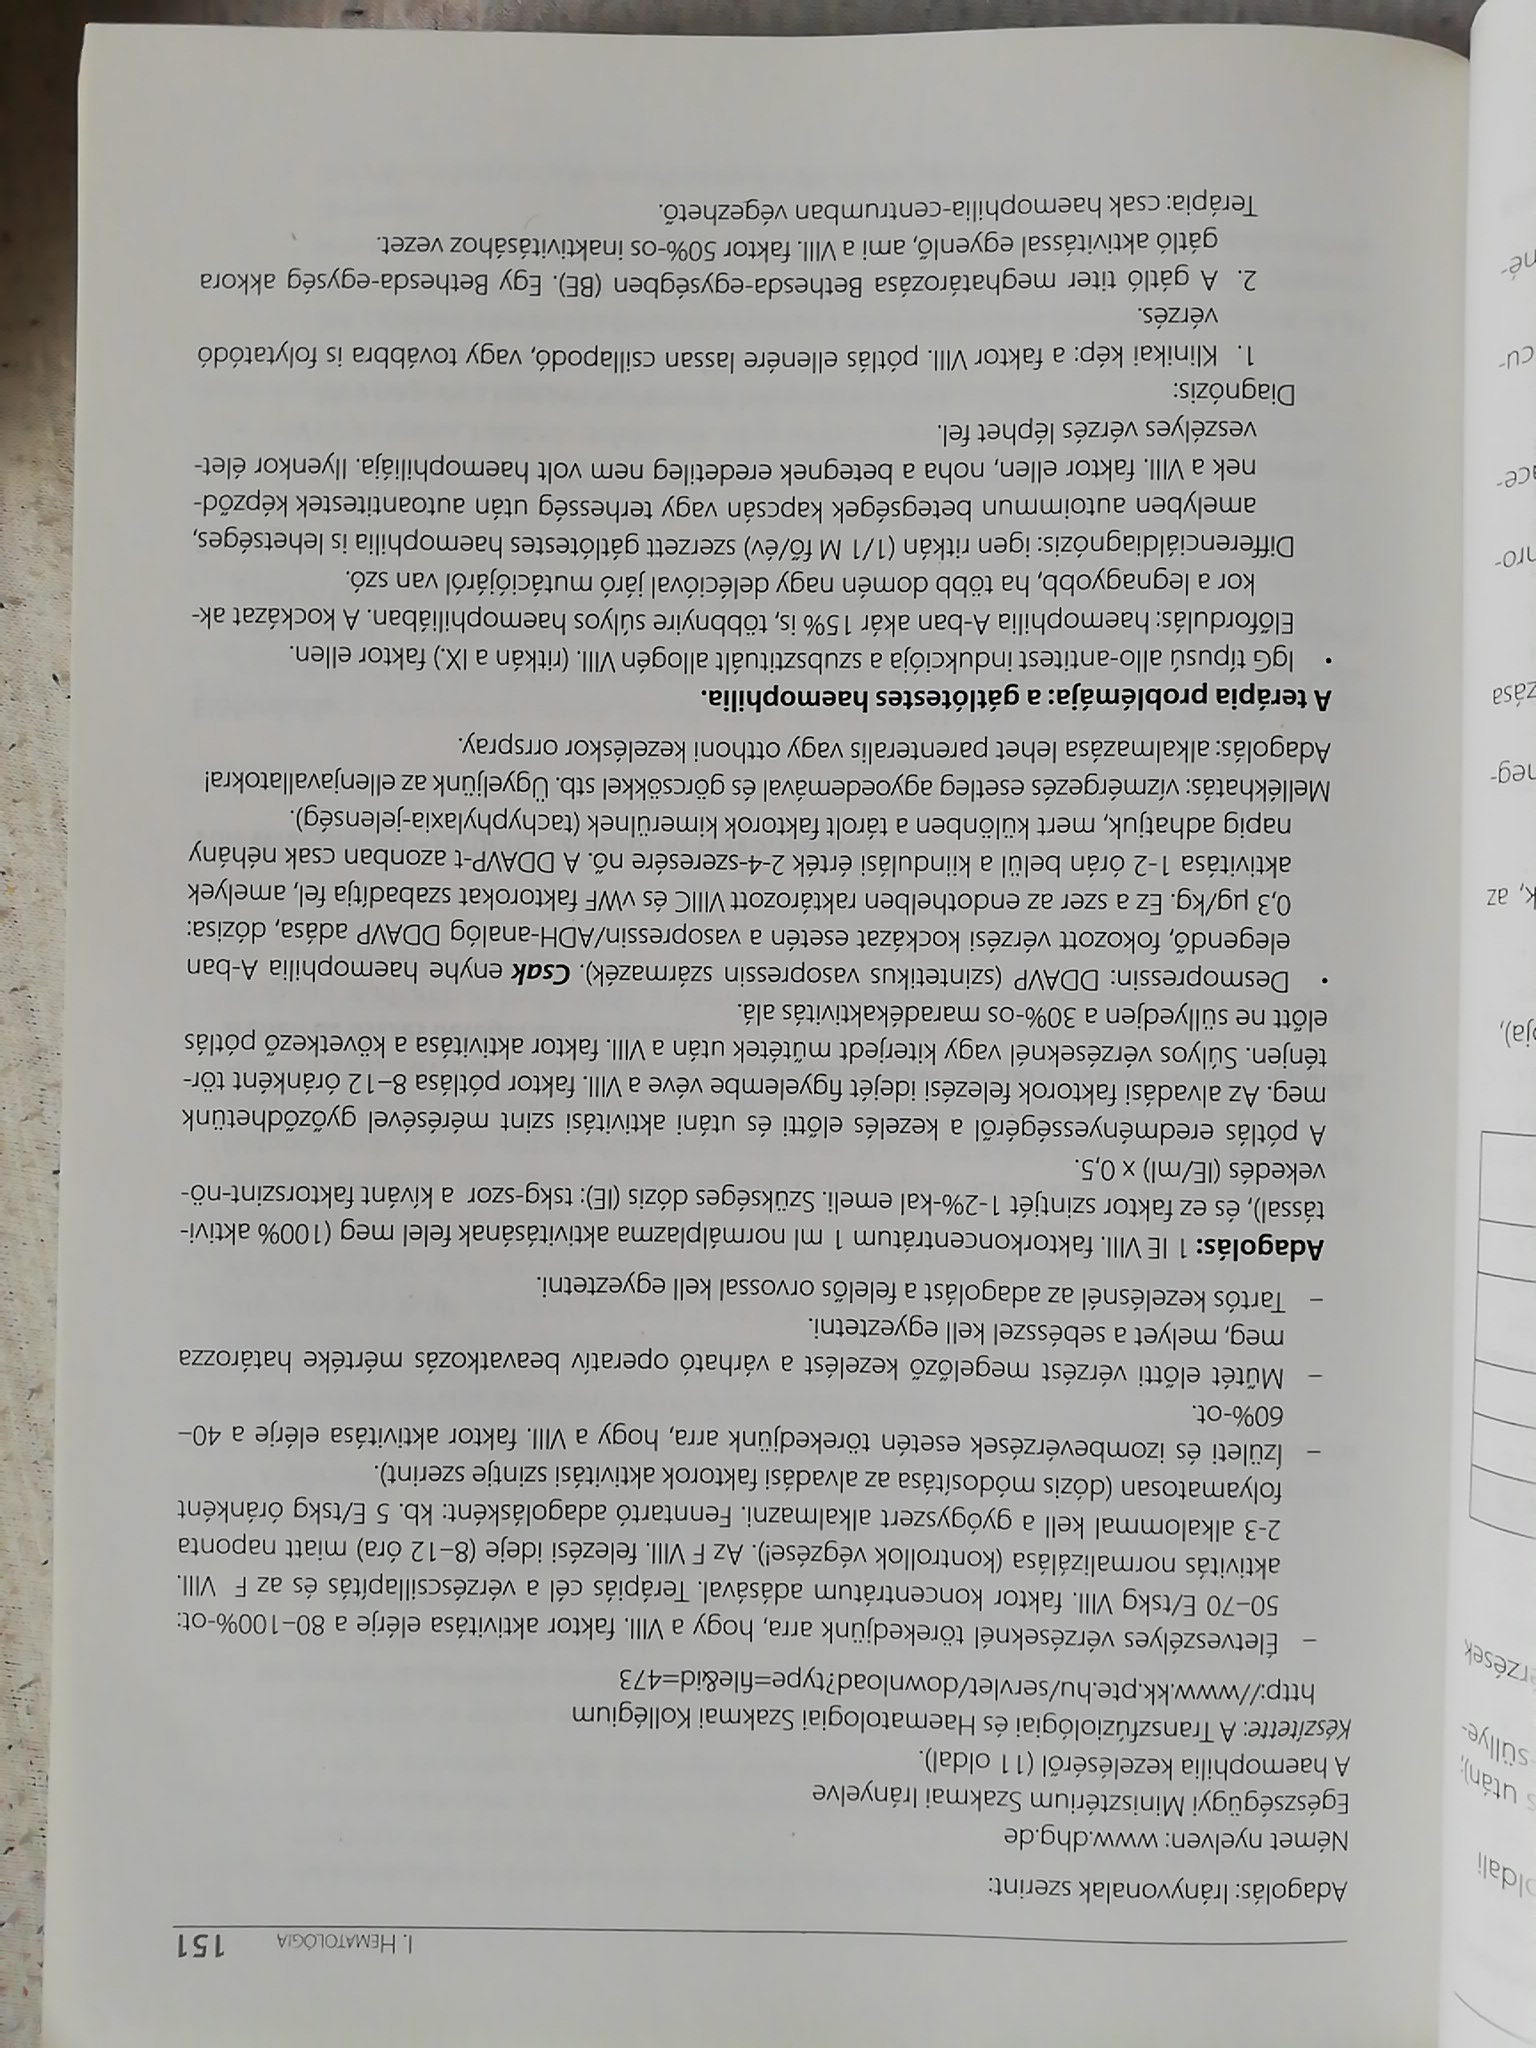 I. HEMATOLÓGIA 151
Adagolás: Irányvonalak szerint:
Német nyelven: www.dhg.de
Egészségügyi Minisztérium Szakmai Irányelve
A haemophilia kezeléséről (11 oldal).
Készítette: A Transzfúziológiai és Haematologiai Szakmai Kollégium
http://www.kk.pte.hu/servlet/download?type=file&id=473
– Életveszélyes vérzéseknél törekedjünk arra, hogy a VIII. faktor aktivitása elérje a 80–100%-ot:
50–70 E/tskg VIII. faktor koncentrátum adásával. Terápiás cél a vérzéscsillapítás és az F VIII.
aktivitás normalizálása (kontrollok végzése!). Az F VIII. felezési ideje (8–12 óra) miatt naponta
2-3 alkalommal kell a gyógyszert alkalmazni. Fenntartó adagolásként: kb. 5 E/tskg óránként
folyamatosan (dózis módosítása az alvadási faktorok aktivitási szintje szerint).
– Ízületi és izombevérzések esetén törekedjünk arra, hogy a VIII. faktor aktivitása elérje a 40–
60%-ot.
– Műtét előtti vérzést megelőző kezelést a várható operatív beavatkozás mértéke határozza
meg, melyet a sebésszel kell egyeztetni.
– Tartós kezelésnél az adagolást a felelős orvossal kell egyeztetni.
Adagolás: 1 IE VIII. faktorkoncentrátum 1 ml normálplazma aktivitásának felel meg (100% aktivi-
tással), és ez faktor szintjét 1-2%-kal emeli. Szükséges dózis (IE): tskg-szor a kívánt faktorszint-nö-
vekedés (IE/ml) x 0,5.
A pótlás eredményességéről a kezelés előtti és utáni aktivitási szint mérésével győződhetünk
meg. Az alvadási faktorok felezési idejét figyelembe véve a VIII. faktor pótlása 8–12 óránként tör-
ténjen. Súlyos vérzéseknél vagy kiterjedt műtétek után a VIII. faktor aktivitása a következő pótlás
előtt ne süllyedjen a 30%-os maradékaktivitás alá.
• Desmopressin: DDAVP (szintetikus vasopressin származék). Csak enyhe haemophilia A-ban
elegendő, fokozott vérzési kockázat esetén a vasopressin/ADH-analóg DDAVP adása, dózisa:
0,3 µg/kg. Ez a szer az endothelben raktározott VIIIC és vWF faktorokat szabadítja fel, amelyek
aktivitása 1-2 órán belül a kiindulási érték 2-4-szeresére nő. A DDAVP-t azonban csak néhány
napig adhatjuk, mert különben a tárolt faktorok kimerülnek (tachyphylaxia-jelenség).
Mellékhatás: vízmérgezés esetleg agyoedemával és görcsökkel stb. Ügyeljünk az ellenjavallatokra!
Adagolás: alkalmazása lehet parenteralis vagy otthoni kezeléskor orrspray.
A terápia problémája: a gátlótestes haemophilia.
• IgG típusú allo-antitest indukciója a szubsztituált allogén VIII. (ritkán a IX.) faktor ellen.
Előfordulás: haemophilia A-ban akár 15% is, többnyire súlyos haemophiliában. A kockázat ak-
kor a legnagyobb, ha több domén nagy delécióval járó mutációjáról van szó.
Differenciáldiagnózis: igen ritkán (1/1 M fő/év) szerzett gátlótestes haemophilia is lehetséges,
amelyben autoimmun betegségek kapcsán vagy terhesség után autoantitestek képződ-
nek a VIII. faktor ellen, noha a betegnek eredetileg nem volt haemophiliája. Ilyenkor élet-
veszélyes vérzés léphet fel.
Diagnózis:
1. Klinikai kép: a faktor VIII. pótlás ellenére lassan csillapodó, vagy továbbra is folytatódó
vérzés.
2. A gátló titer meghatározása Bethesda-egységben (BE). Egy Bethesda-egység akkora
gátló aktivitással egyenlő, ami a VIII. faktor 50%-os inaktivitásához vezet.
Terápia: csak haemophilia-centrumban végezhető.